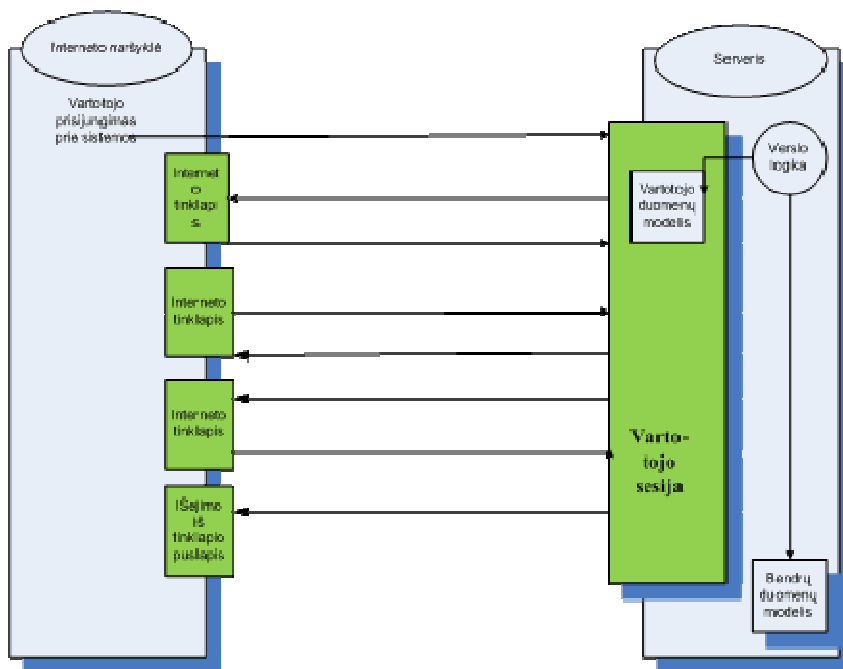 Interneto naršyklė
Serveris
Vartotojo
prisijungimas
prie sistemos
Verslo
logika
Internet
o
tinklapi
s
Vartotojo
duomenų
modelis
Interneto
tinklapis
Interneto
tinklapis
Varto-
tojo
sesija
IŠėjimo
iš
tinklapio
puslapis
Bendrų
duomenų
modelis